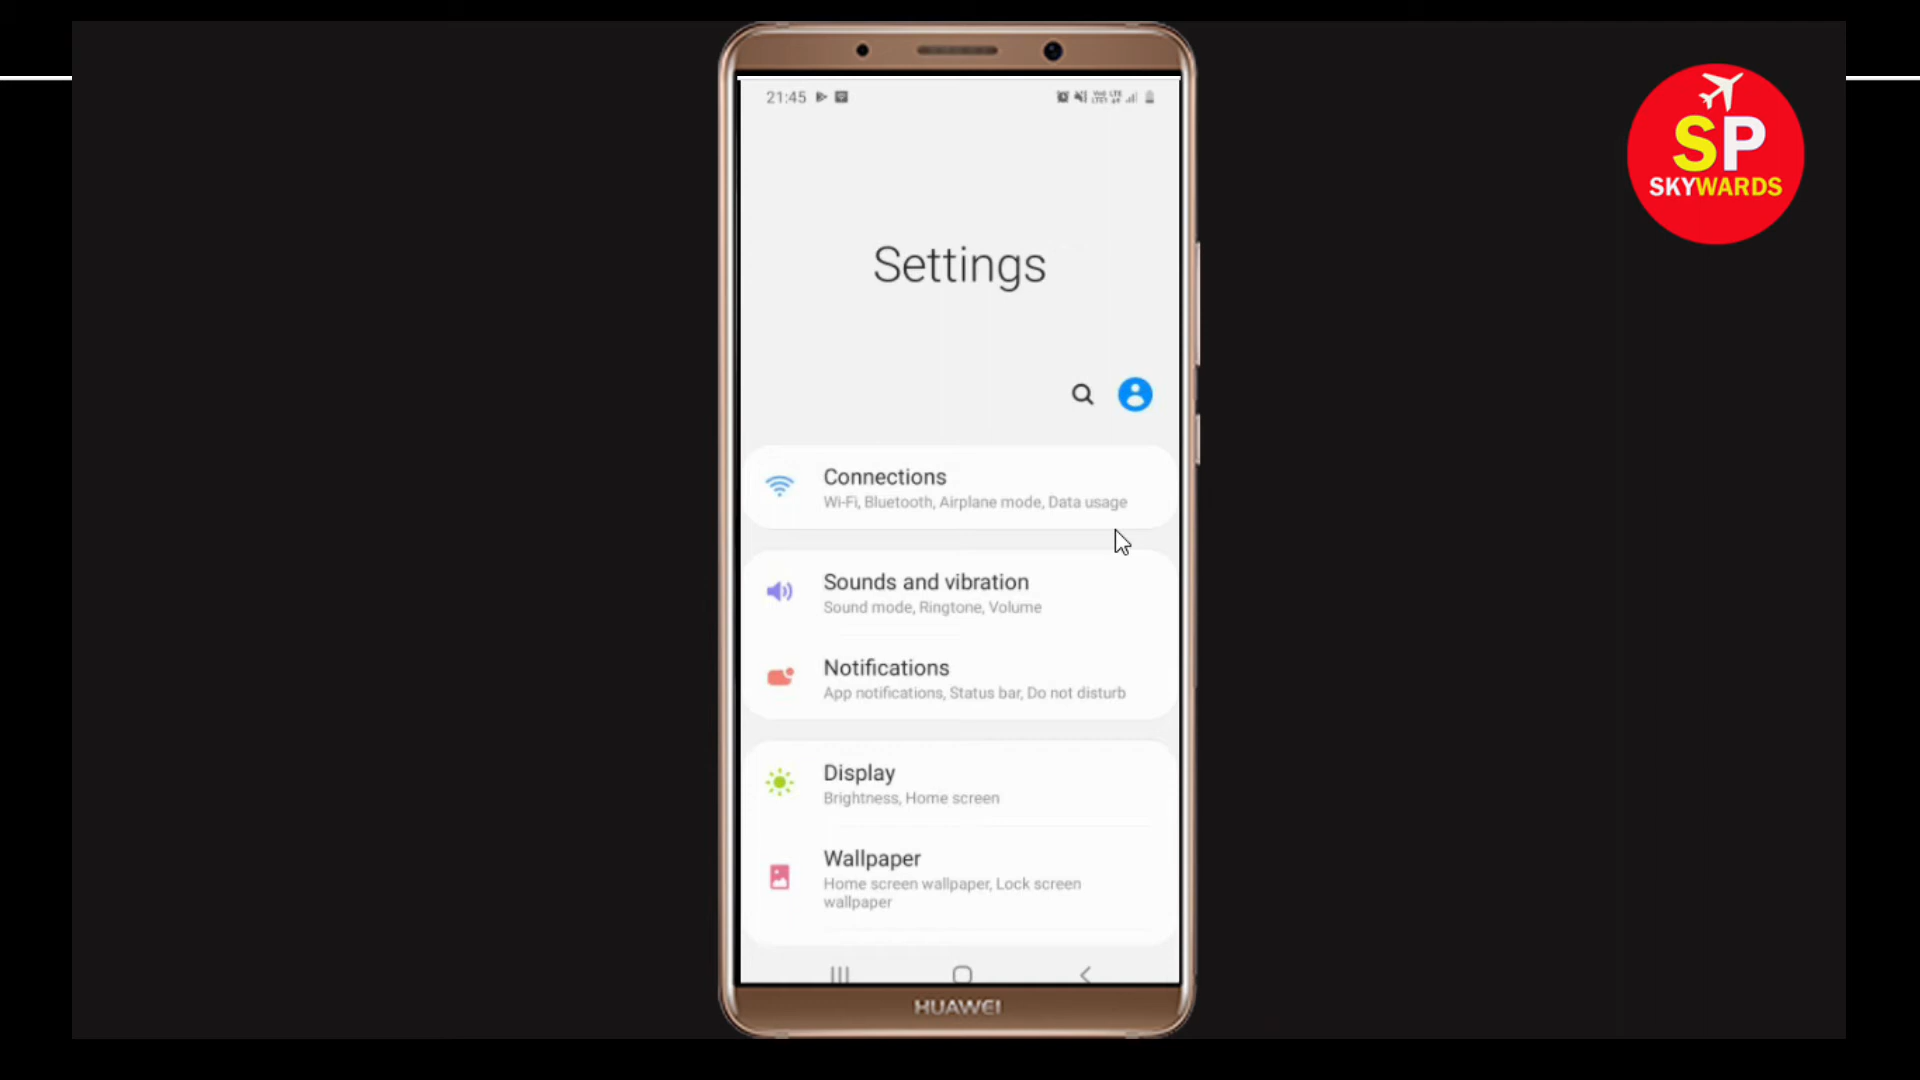 21:45
SP
SKYWARDS
Settings
Connections
Wi-Fi, Bluetooth, Airplane mode, Data usage
Sounds and vibration
Sound mode, Ringtone, Volume
Notifications
App notifications, Status bar, Do not disturb
Display
Brightness, Home screen
Wallpaper
Home screen wallpaper, Lock screen
wallpaper
HUAWEI